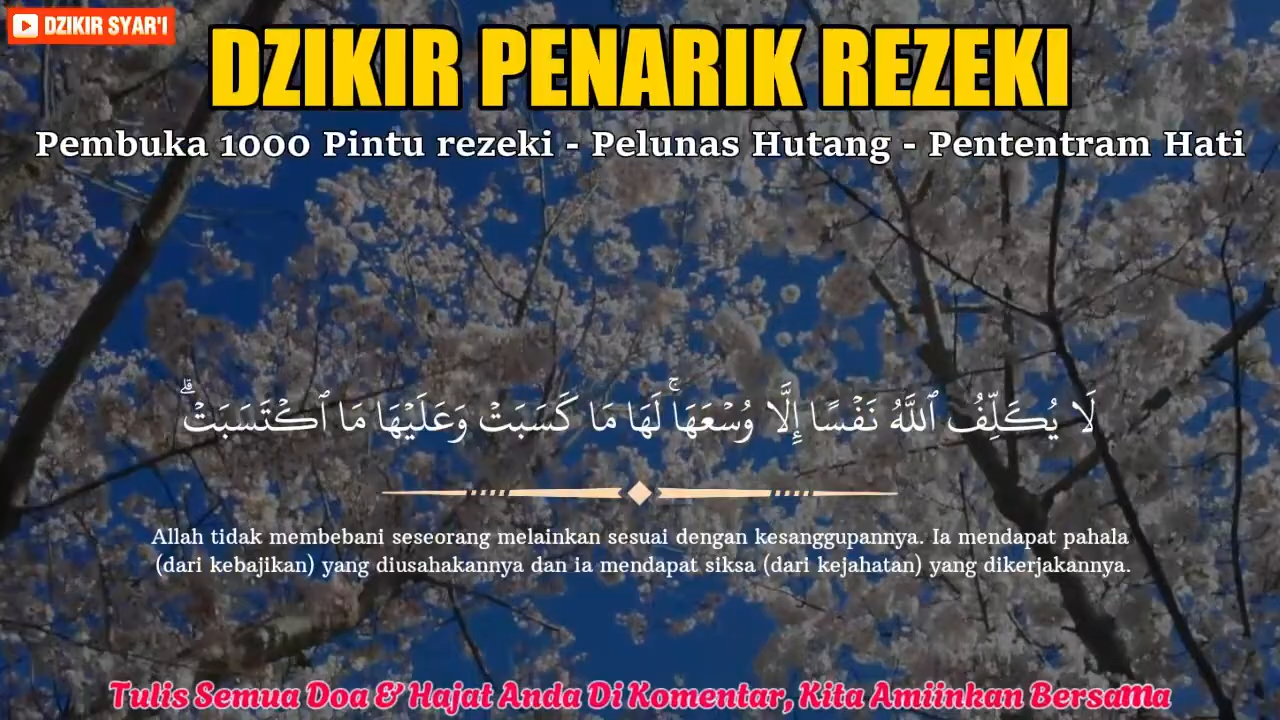 DZIKIR SYAR'I
DZIKIR PENARIK REZEKI
Pembuka 1000 Pintu rezeki - Pelunas Hutang - Pententram Hati
لَا يُكَلِّفُ ٱللَّهُ نَفْسًا إِلَّا وُسْعَهَا ۚ لَهَا مَا كَسَبَتْ وَعَلَيْهَا مَا ٱكْتَسَبَتْ ۗ
Allah tidak membebani seseorang melainkan sesuai dengan kesanggupannya. Ia mendapat pahala
(dari kebajikan) yang diusahakannya dan ia mendapat siksa (dari kejahatan) yang dikerjakannya.
Tulis Semua Doa & Hajat Anda Di Komentar, Kita Amiinkan BersaMa